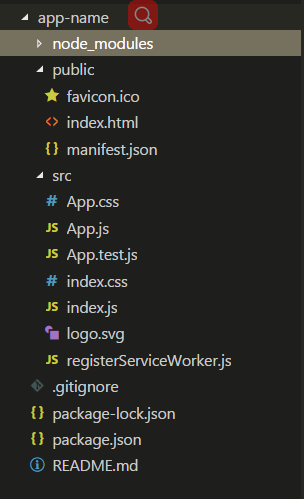 app-name
node_modules
public
favicon.ico
index.html
manifest.json
src
App.css
App.js
App.test.js
index.css
index.js
logo.svg
registerServiceWorker.js
.gitignore
package-lock.json
package.json
README.md